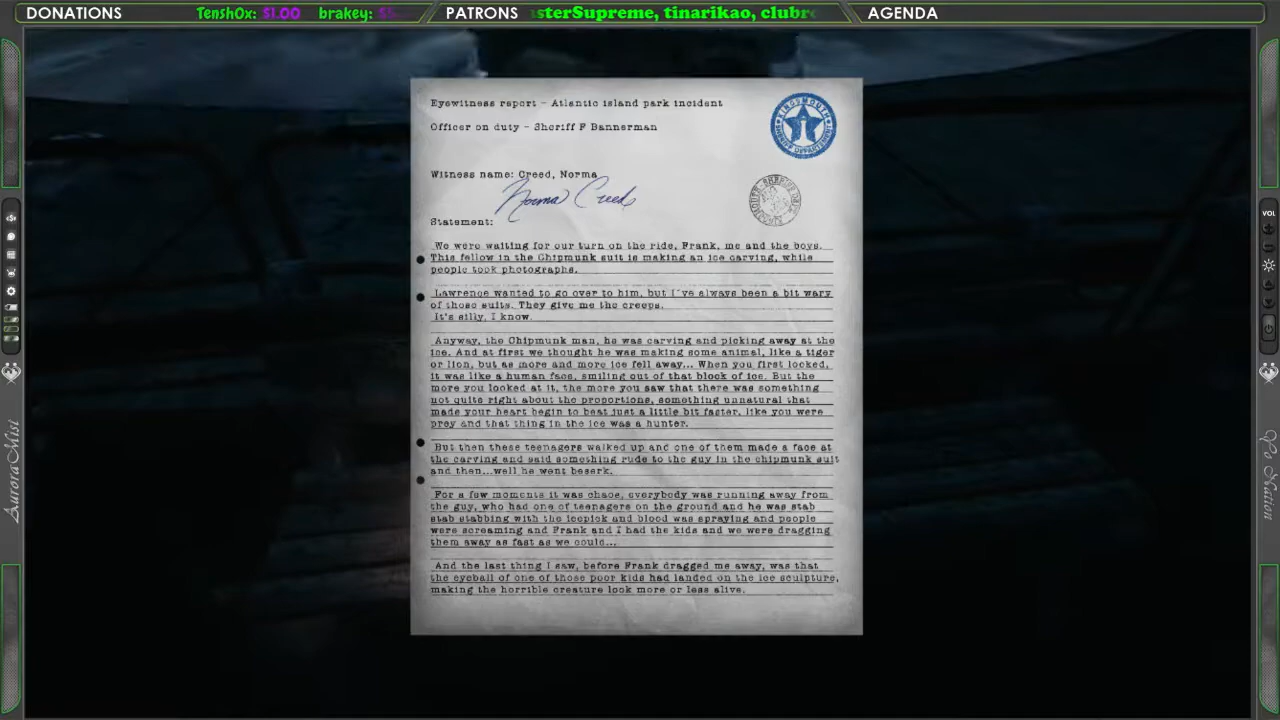 DONATIONS
TenshOx: $1.00 brakey:
PATRONS
sterSupreme, tinarikao, clubr
AGENDA
Eyewitness report - Atlantic island park incident
Officer on duty - Sheriff F Bannerman
KINGSMOUTH
Witness name: Creed, Norma
Norma Creed
Statement:
We were waiting for our turn on the ride, Frank, me and the boys.
This fellow in the Chipmunk suit is making an ice carving, while
people took photographs.
Lawrence wanted to go over to him, but I've always been a bit wary
of those suits. They give me the creeps.
It's silly, I know.
Anyway, the Chipmunk man, he was carving and picking away at the
ice. And at first we thought he was making some animal, like a tiger
or lion, but as more and more ice fell away... When you first looked,
it was like a human face, smiling out of that block of ice. But the
more you looked at it, the more you saw that there was something
not quite right about the proportions, something unnatural that
made your heart begin to beat just a little bit faster, like you were
prey and that thing in the ice was a hunter.
But then these teenagers walked up and one of them made a face at
the carving and said something rude to the guy in the chipmunk suit
and then...well he went beserk.
For a few moments it was chaos, everybody was running away from
the guy, who had one of teenagers on the ground and he was stab
stab stabbing with the icepick and blood was spraying and people
were screaming and Frank and I had the kids and we were dragging
them away as fast as we could...
And the last thing I saw, before Frank dragged me away, was that
the eyeball of one of those poor kids had landed on the ice sculpture,
making the horrible creature look more or less alive.
AuroraMist
VOL
Yo Nation